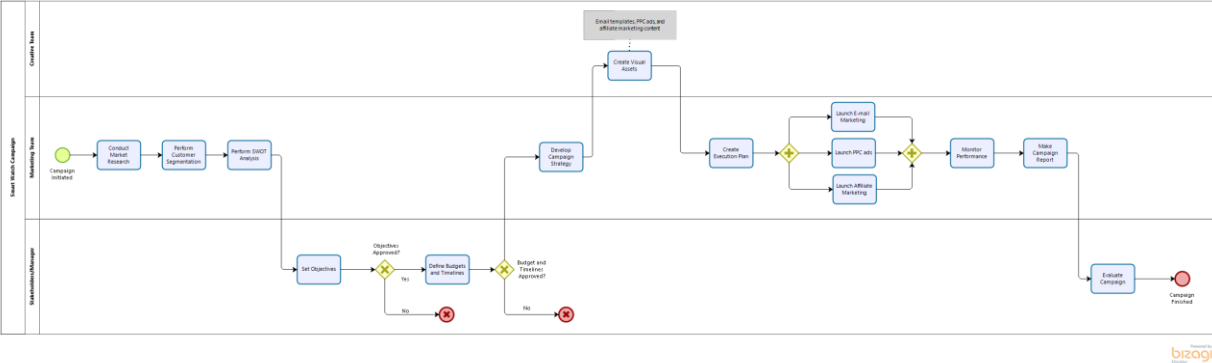 Smart Watch Campaign
Creative Team
Email templates, PPC ads, and
affiliate marketing content
Create Visual
Assets
Marketing Team
Campaign
Initiated
Conduct
Market
Research
Perform
Customer
Segmentation
Perform SWOT
Analysis
Develop
Campaign
Strategy
Create
Execution Plan
Launch E-mail
Marketing
Launch PPC ads
Launch Affiliate
Marketing
Monitor
Performance
Make
Campaign
Report
Stakeholders/Manager
Set Objectives
Objectives
Approved?
Yes
No
Define Budgets
and Timelines
Budget and
Timelines
Approved?
No
Evaluate
Campaign
Campaign
Finished
Powered by
bizagi
Modeler